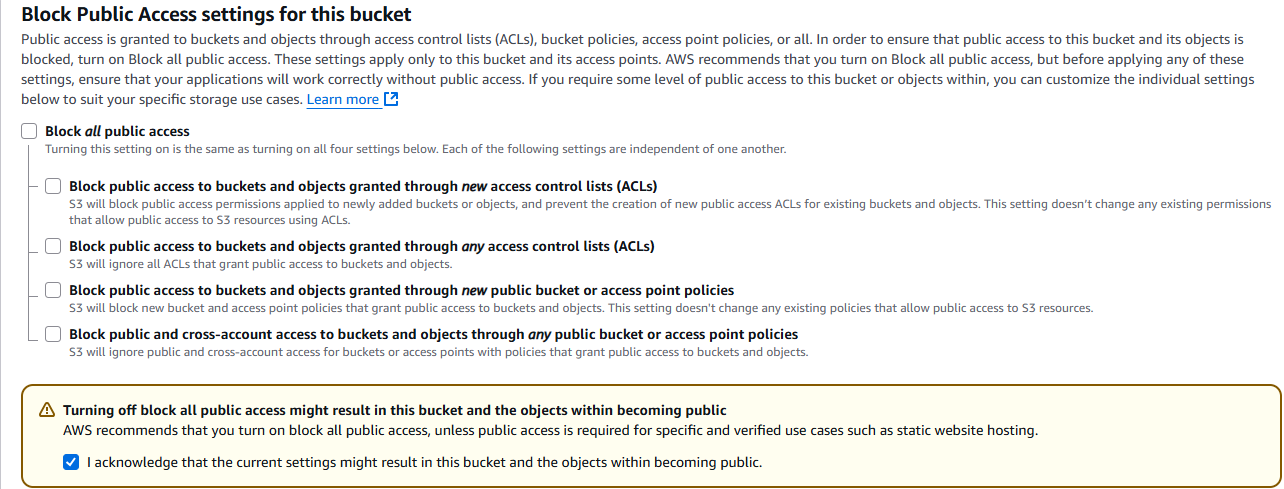 Block Public Access settings for this bucket
Public access is granted to buckets and objects through access control lists (ACLs), bucket policies, access point policies, or all. In order to ensure that public access to this bucket and its objects is
blocked, turn on Block all public access. These settings apply only to this bucket and its access points. AWS recommends that you turn on Block all public access, but before applying any of these
settings, ensure that your applications will work correctly without public access. If you require some level of public access to this bucket or objects within, you can customize the individual settings
below to suit your specific storage use cases. Learn more
Block all public access
Turning this setting on is the same as turning on all four settings below. Each of the following settings are independent of one another.
Block public access to buckets and objects granted through new access control lists (ACLs)
S3 will block public access permissions applied to newly added buckets or objects, and prevent the creation of new public access ACLs for existing buckets and objects. This setting doesn't change any existing permissions
that allow public access to S3 resources using ACLs.
Block public access to buckets and objects granted through any access control lists (ACLs)
S3 will ignore all ACLs that grant public access to buckets and objects.
Block public access to buckets and objects granted through new public bucket or access point policies
S3 will block new bucket and access point policies that grant public access to buckets and objects. This setting doesn't change any existing policies that allow public access to S3 resources.
Block public and cross-account access to buckets and objects through any public bucket or access point policies
S3 will ignore public and cross-account access for buckets or access points with policies that grant public access to buckets and objects.
Turning off block all public access might result in this bucket and the objects within becoming public
AWS recommends that you turn on block all public access, unless public access is required for specific and verified use cases such as static website hosting.
I acknowledge that the current settings might result in this bucket and the objects within becoming public.